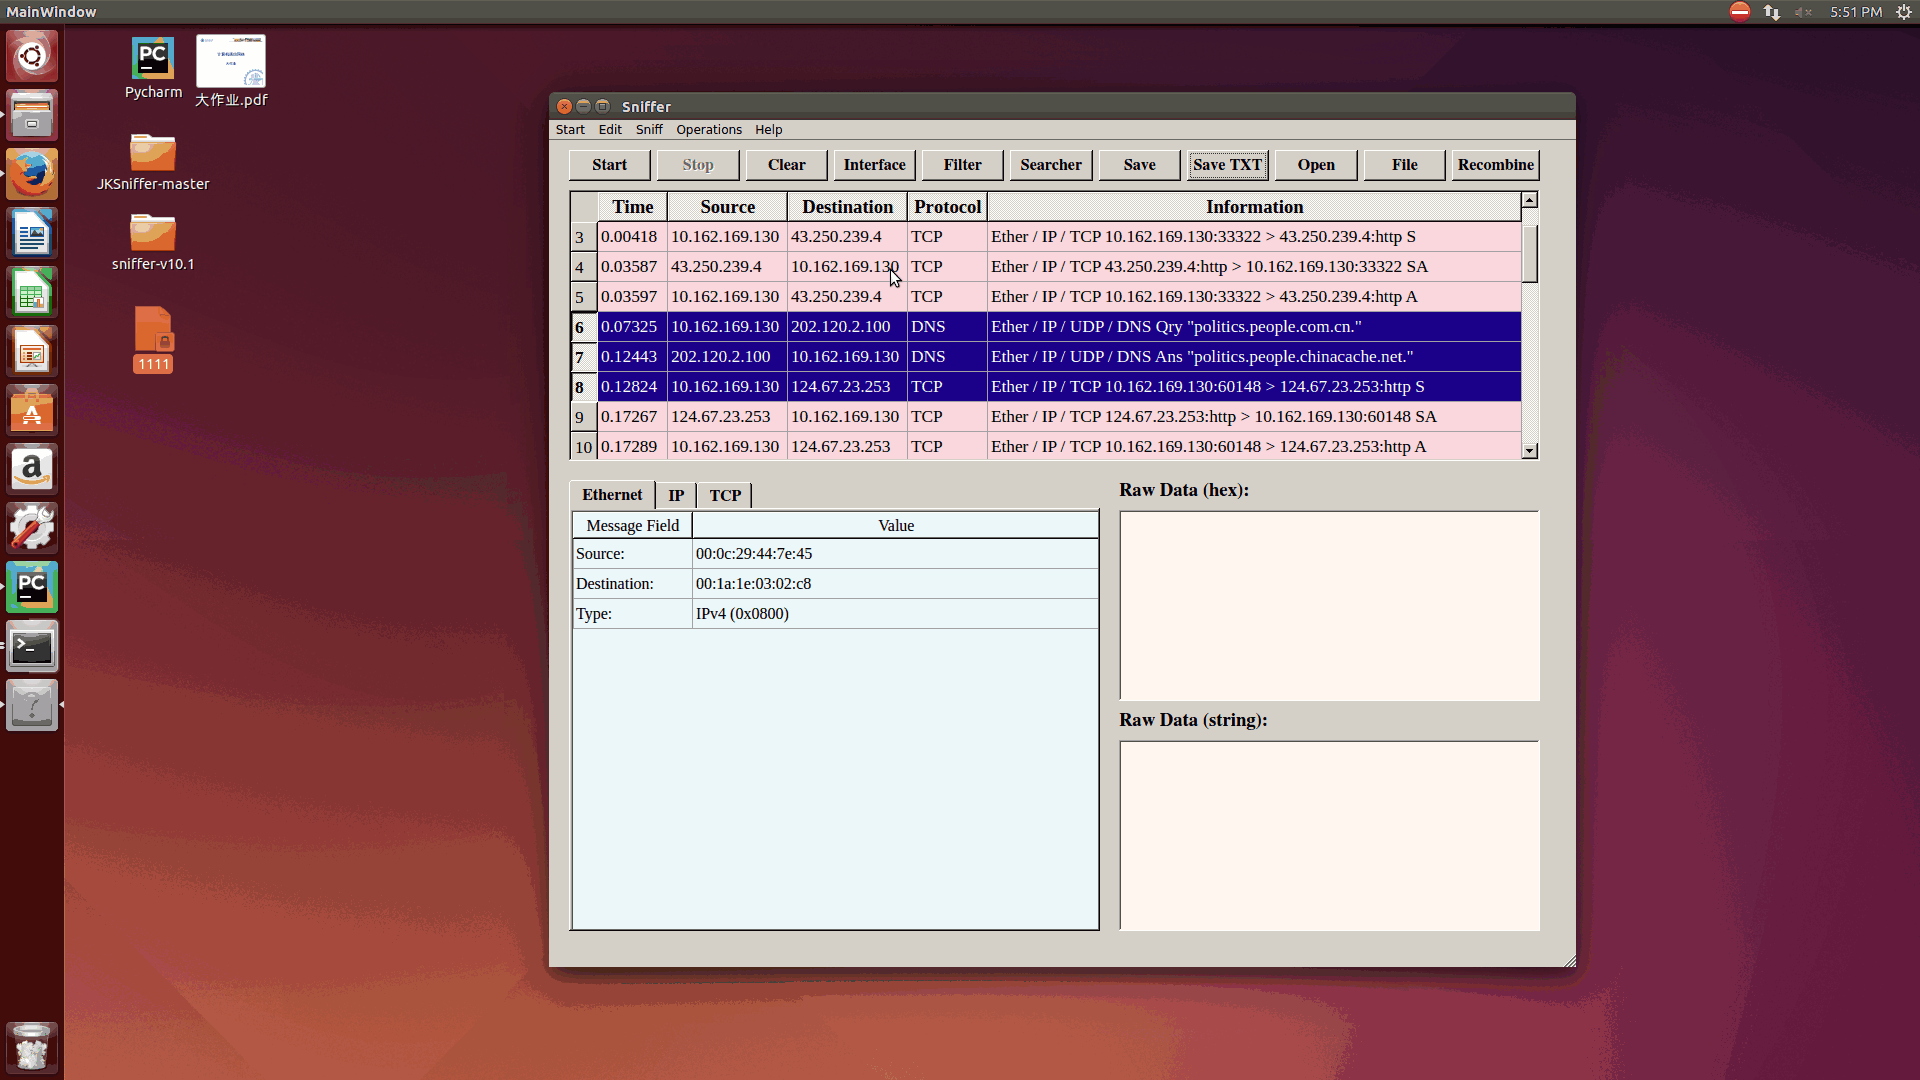 MainWindow
5:51 PM
Pycharm
大作业.pdf
JKSniffer-master
sniffer-v10.1
1111
Sniffer
Start Edit Sniff Operations Help
Start Stop Clear Interface Filter Searcher Save Save TXT Open File Recombine
Time Source Destination Protocol Information
3 0.00418 10.162.169.130 43.250.239.4 TCP Ether / IP / TCP 10.162.169.130:33322 > 43.250.239.4:http S
4 0.03587 43.250.239.4 10.162.169.130 TCP Ether / IP / TCP 43.250.239.4:http > 10.162.169.130:33322 SA
5 0.03597 10.162.169.130 43.250.239.4 TCP Ether / IP / TCP 10.162.169.130:33322 > 43.250.239.4:http A
6 0.07325 10.162.169.130 202.120.2.100 DNS Ether / IP / UDP / DNS Qry "politics.people.com.cn."
7 0.12443 202.120.2.100 10.162.169.130 DNS Ether / IP / UDP / DNS Ans "politics.people.chinacache.net."
8 0.12824 10.162.169.130 124.67.23.253 TCP Ether / IP / TCP 10.162.169.130:60148 > 124.67.23.253:http S
9 0.17267 124.67.23.253 10.162.169.130 TCP Ether / IP / TCP 124.67.23.253:http > 10.162.169.130:60148 SA
10 0.17289 10.162.169.130 124.67.23.253 TCP Ether / IP / TCP 10.162.169.130:60148 > 124.67.23.253:http A
Ethernet IP TCP
Message Field Value
Source: 00:0c:29:44:7e:45
Destination: 00:1a:1e:03:02:c8
Type: IPv4 (0x0800)
Raw Data (hex):
Raw Data (string):